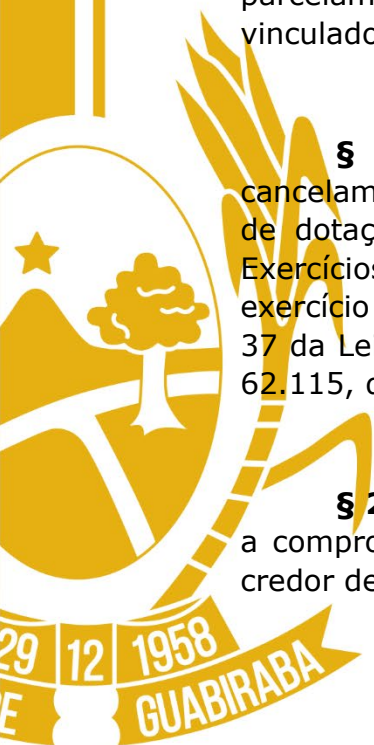 parcelam
vinculado
§
cancelam
de dotaç
Exercícios
exercício
37 da Lei
62.115, d
§ 2
a compro
credor de
29 12 1958
E GUABIRABA